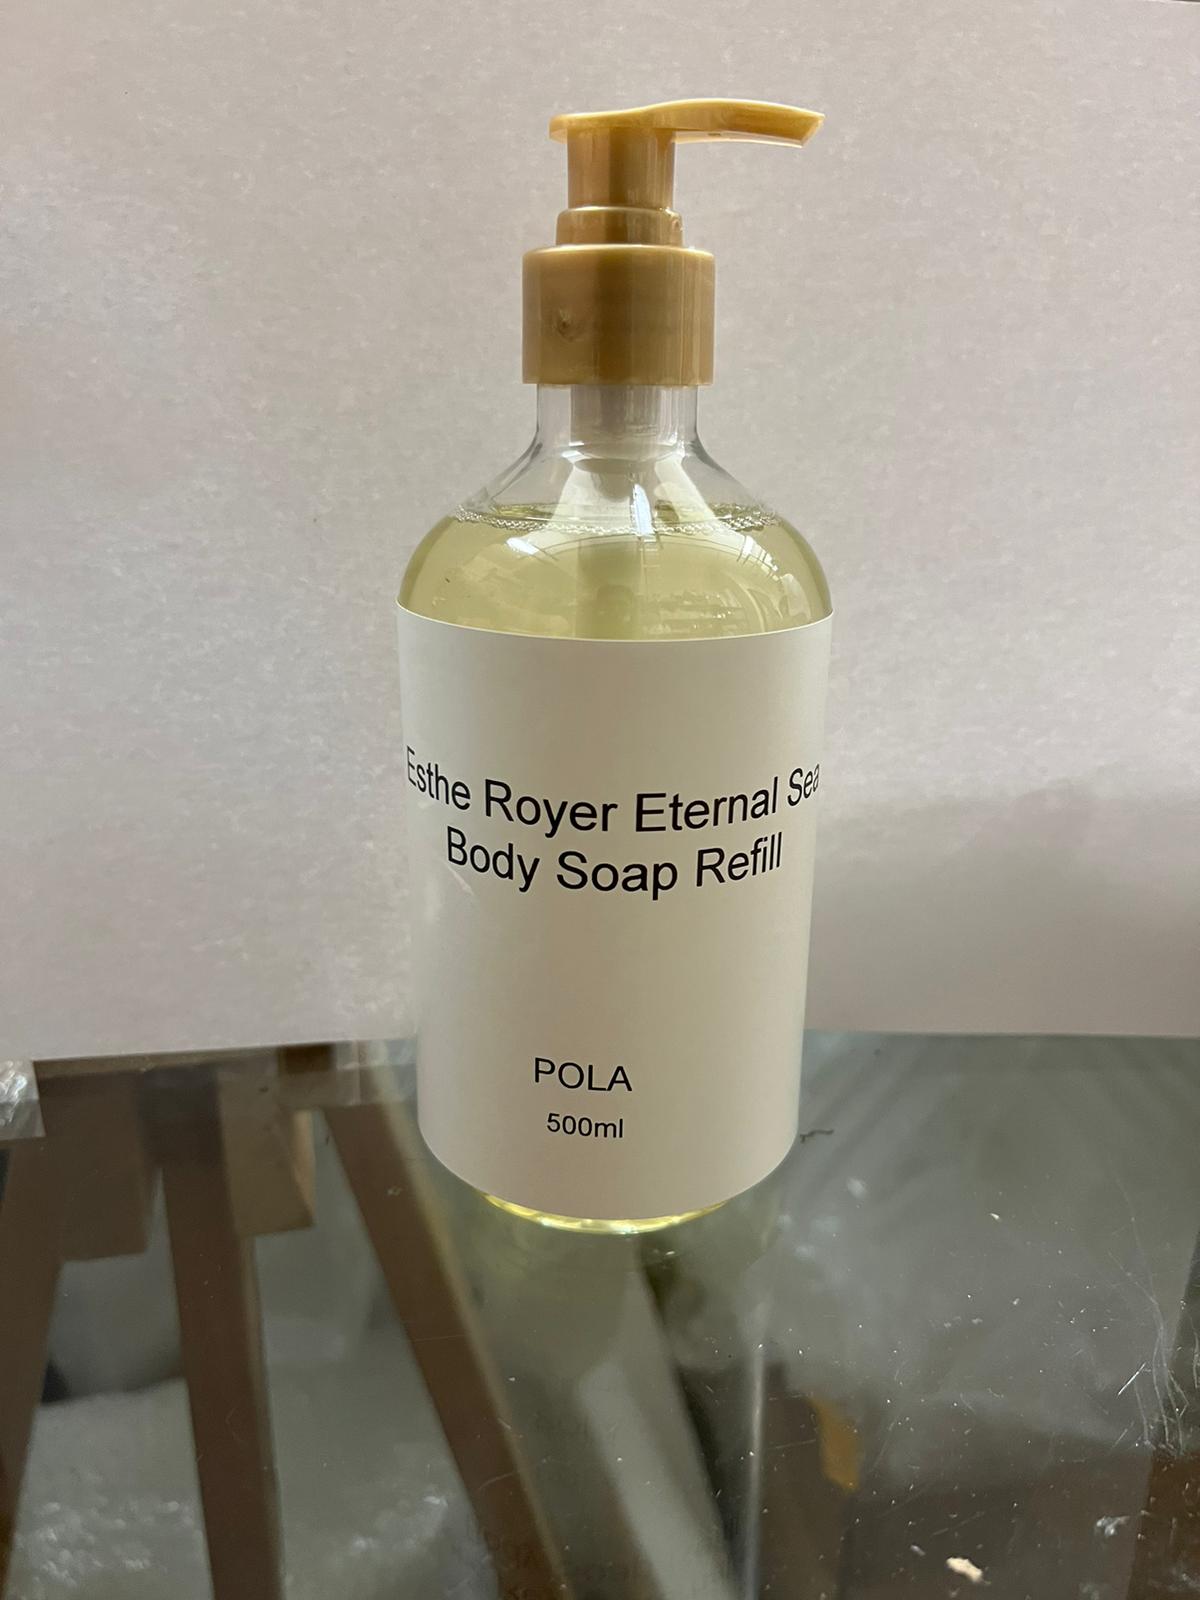 Esthe Royer Eternal Sea
Body Soap Refill
POLA
500ml